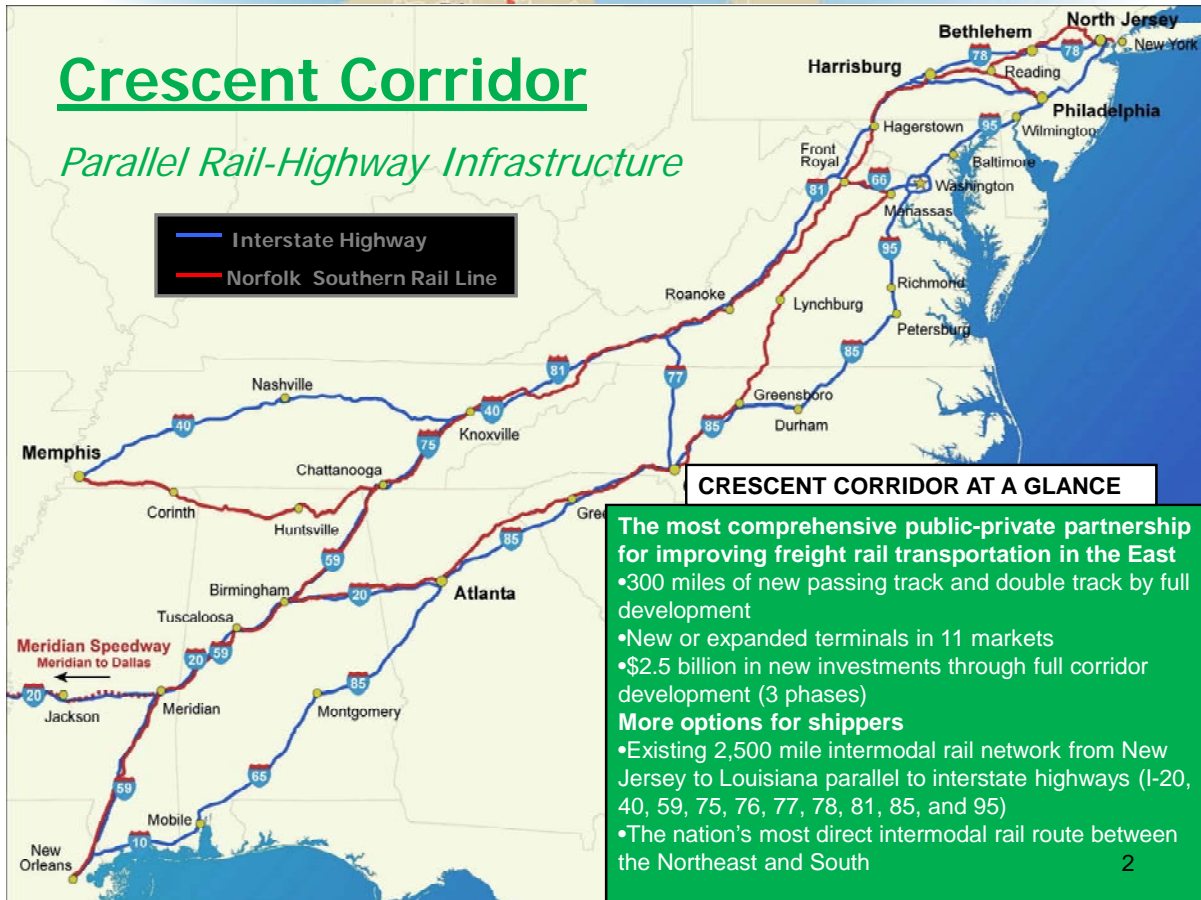 Crescent Corridor
Parallel Rail-Highway Infrastructure
Interstate Highway
Norfolk Southern Rail Line
North Jersey
Bethlehem
New York
78
78
Harrisburg
Reading
Philadelphia
Hagerstown
95
Wilmington
Front
Royal
Baltimore
81
66
Washington
Manassas
95
Roanoke
Richmond
Lynchburg
Petersburg
85
81
77
Nashville
40
40
Knoxville
Greensboro
85
Durham
Memphis
75
Chattanooga
Corinth
Huntsville
59
85
Birmingham
20
Atlanta
Tuscaloosa
Meridian Speedway
Meridian to Dallas
20
59
20
Jackson
Meridian
85
Montgomery
59
65
Mobile
10
New
Orleans
CRESCENT CORRIDOR AT A GLANCE
The most comprehensive public-private partnership
for improving freight rail transportation in the East
•300 miles of new passing track and double track by full
development
•New or expanded terminals in 11 markets
•$2.5 billion in new investments through full corridor
development (3 phases)
More options for shippers
•Existing 2,500 mile intermodal rail network from New
Jersey to Louisiana parallel to interstate highways (I-20,
40, 59, 75, 76, 77, 78, 81, 85, and 95)
•The nation's most direct intermodal rail route between
the Northeast and South
2